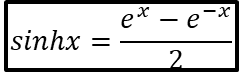 sinhx = (e^x − e^−x) / 2